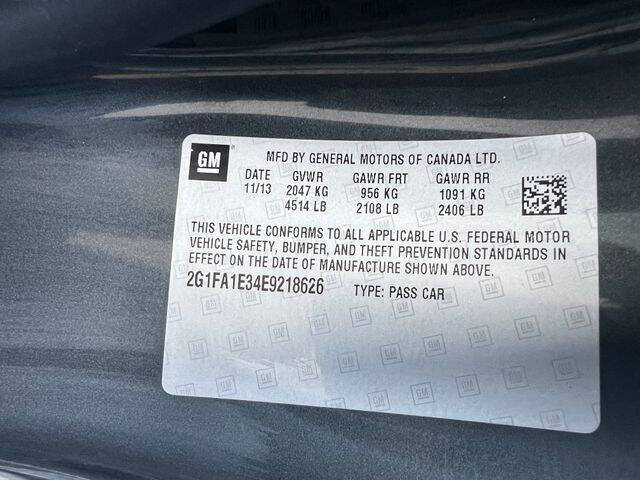 GM
MFD BY GENERAL MOTORS OF CANADA LTD.
DATE GVWR GAWR FRT GAWR RR
11/13 2047 KG 956 KG 1091 KG
4514 LB 2108 LB 2406 LB
THIS VEHICLE CONFORMS TO ALL APPLICABLE U.S. FEDERAL MOTOR
VEHICLE SAFETY, BUMPER, AND THEFT PREVENTION STANDARDS IN
EFFECT ON THE DATE OF MANUFACTURE SHOWN ABOVE.
2G1FA1E34E9218626 TYPE: PASS CAR